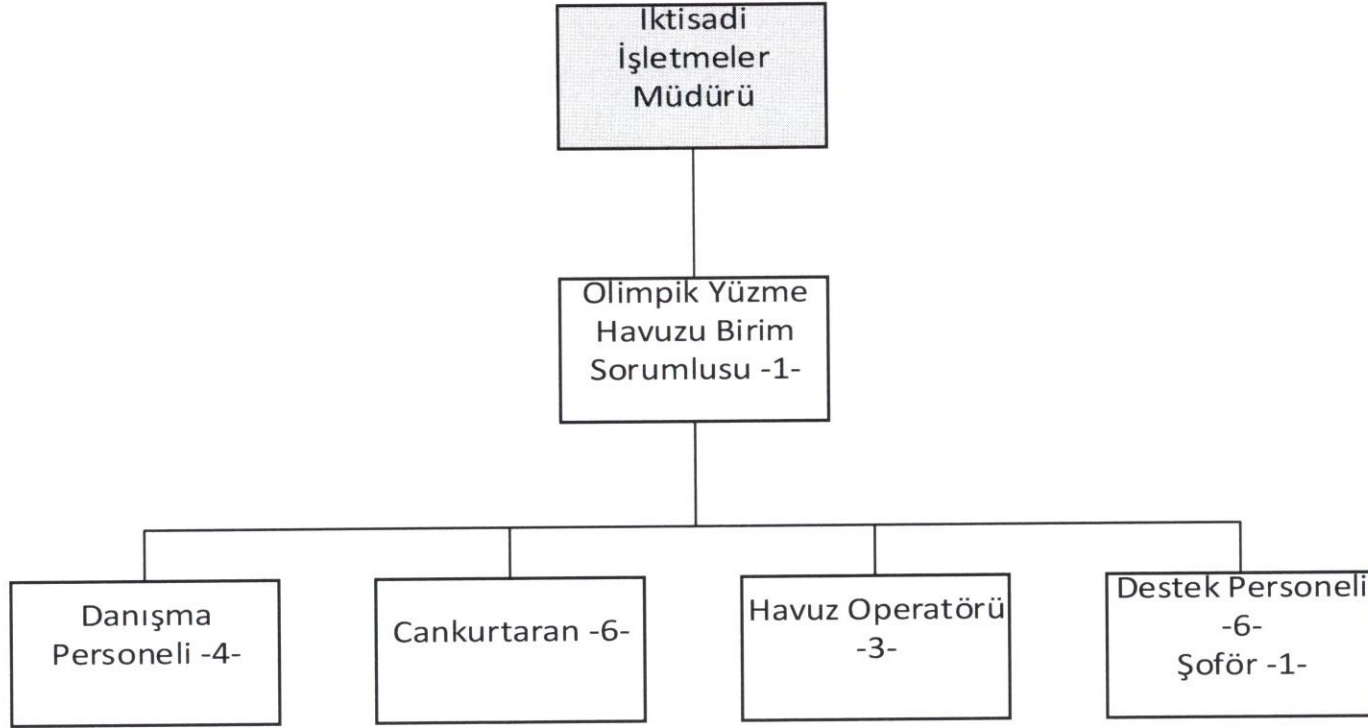 İktisadi
İşletmeler
Müdürü
Olimpik Yüzme
Havuzu Birim
Sorumlusu -1-
Danışma
Personeli -4-
Cankurtaran -6-
Havuz Operatörü
-3-
Destek Personeli
-6-
Şoför -1-